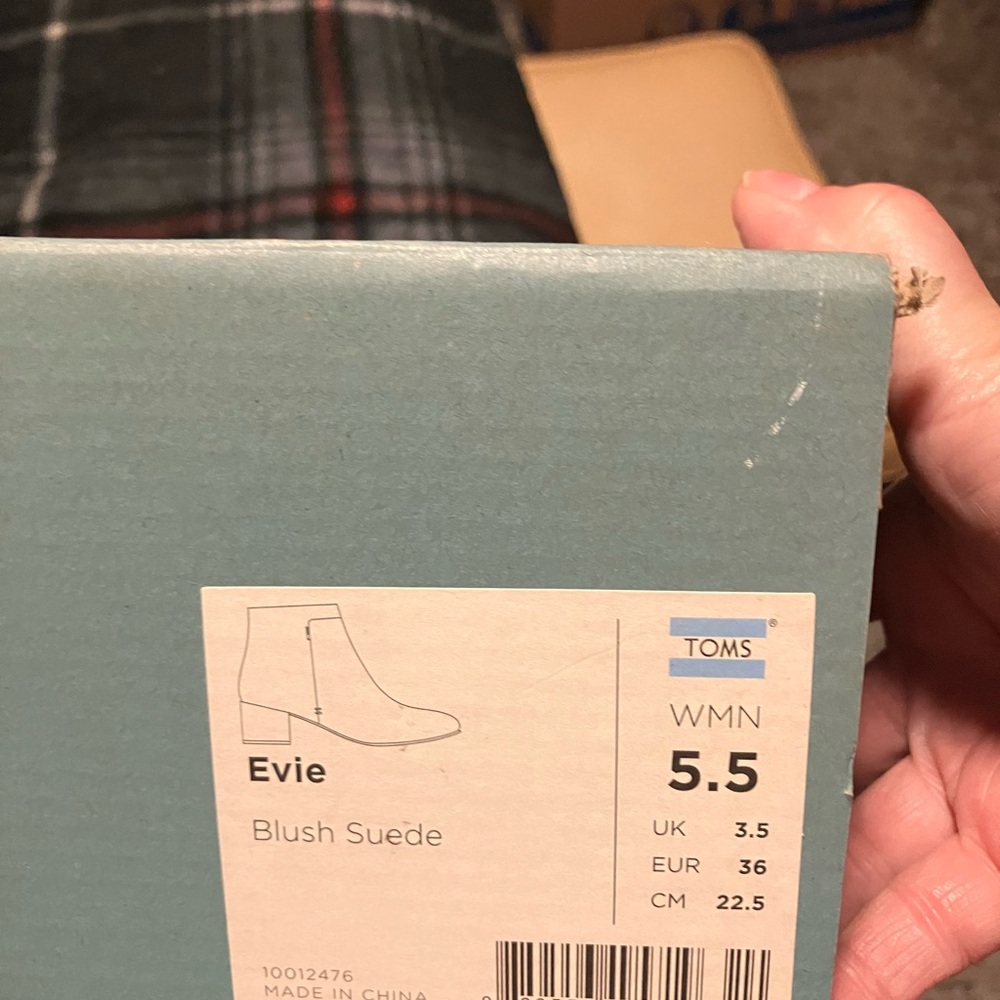 Evie
Blush Suede
10012476
MADE IN CHINA
TOMS®
WMN
5.5
UK 3.5
EUR 36
CM 22.5